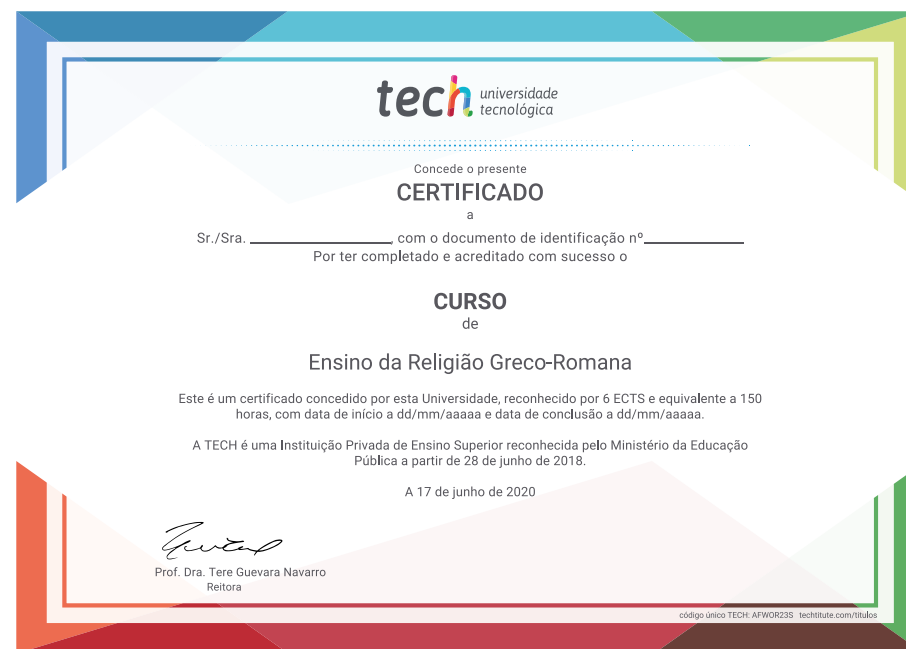 tech universidade
tecnológica
Concede o presente
CERTIFICADO
a
Sr./Sra. ____________________, com o documento de identificação nº______________
Por ter completado e acreditado com sucesso o
CURSO
de
Ensino da Religião Greco-Romana
Este é um certificado concedido por esta Universidade, reconhecido por 6 ECTS e equivalente a 150
horas, com data de início a dd/mm/aaaaa e data de conclusão a dd/mm/aaaaa.
A TECH é uma Instituição Privada de Ensino Superior reconhecida pelo Ministério da Educação
Pública a partir de 28 de junho de 2018.
A 17 de junho de 2020
Prof. Dra. Tere Guevara Navarro
Reitora
código único TECH: AFWOR23S techtitute.com/titulos